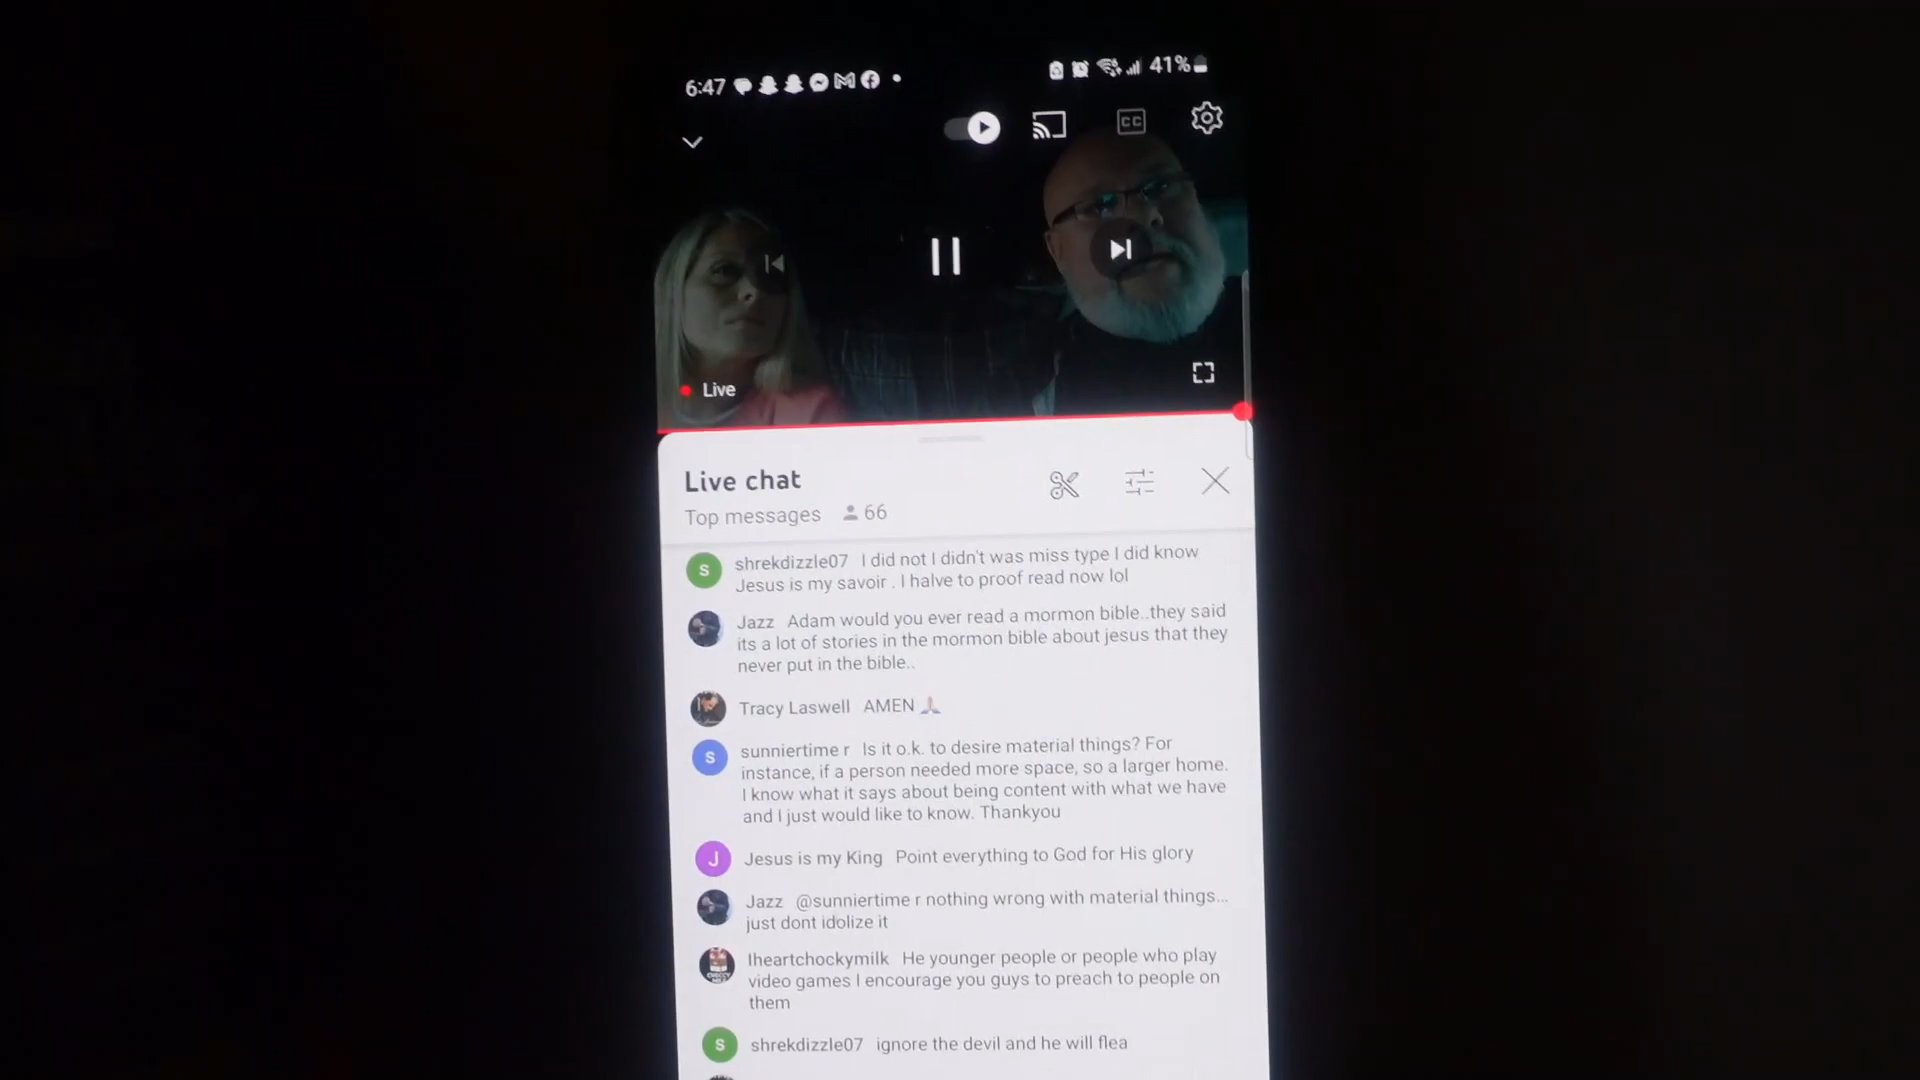 6:47
41%
CC
Live
Live chat
Top messages 66
S shrekdizzle07 I did not I didn't was miss type I did know
Jesus is my savoir . I halve to proof read now lol
Jazz Adam would you ever read a mormon bible..they said
its a lot of stories in the mormon bible about jesus that they
never put in the bible..
Tracy Laswell AMEN 🙏🏻
S sunniertime r Is it o.k. to desire material things? For
instance, if a person needed more space, so a larger home.
I know what it says about being content with what we have
and I just would like to know. Thankyou
J Jesus is my King Point everything to God for His glory
Jazz @sunniertime r nothing wrong with material things...
just dont idolize it
Iheartchockymilk He younger people or people who play
video games I encourage you guys to preach to people on
them
S shrekdizzle07 ignore the devil and he will flea